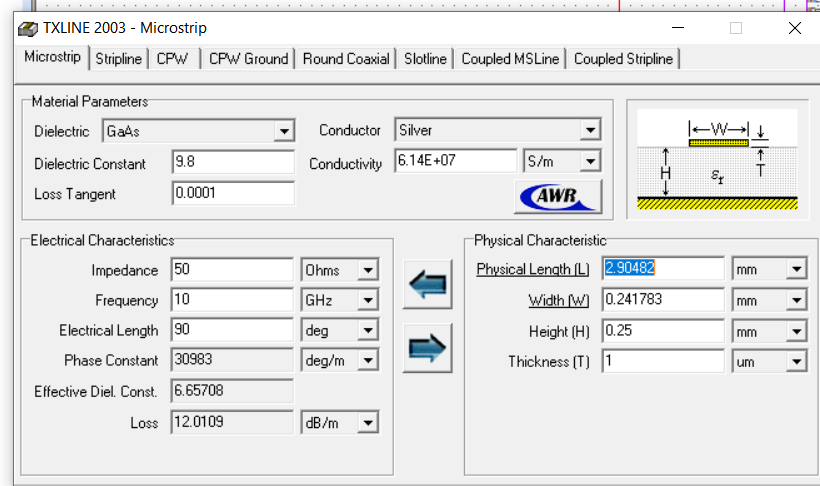 TXLINE 2003 - Microstrip
Microstrip Stripline CPW CPW Ground Round Coaxial Slotline Coupled MSLine Coupled Stripline
Material Parameters
Dielectric GaAs Conductor Silver
Dielectric Constant 9.8 Conductivity 6.14E+07 S/m
Loss Tangent 0.0001 AWR
W
H εr T
Electrical Characteristics
Impedance 50 Ohms
Frequency 10 GHz
Electrical Length 90 deg
Phase Constant 30983 deg/m
Effective Diel. Const. 6.65708
Loss 12.0109 dB/m
Physical Characteristic
Physical Length (L) 2.90482 mm
Width (W) 0.241783 mm
Height (H) 0.25 mm
Thickness (T) 1 um